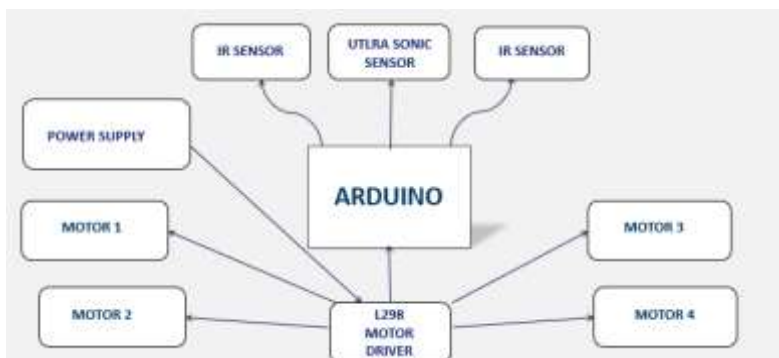 IR SENSOR
UTLRA SONIC
SENSOR
IR SENSOR
POWER SUPPLY
ARDUINO
MOTOR 1
MOTOR 3
MOTOR 2
L298
MOTOR
DRIVER
MOTOR 4